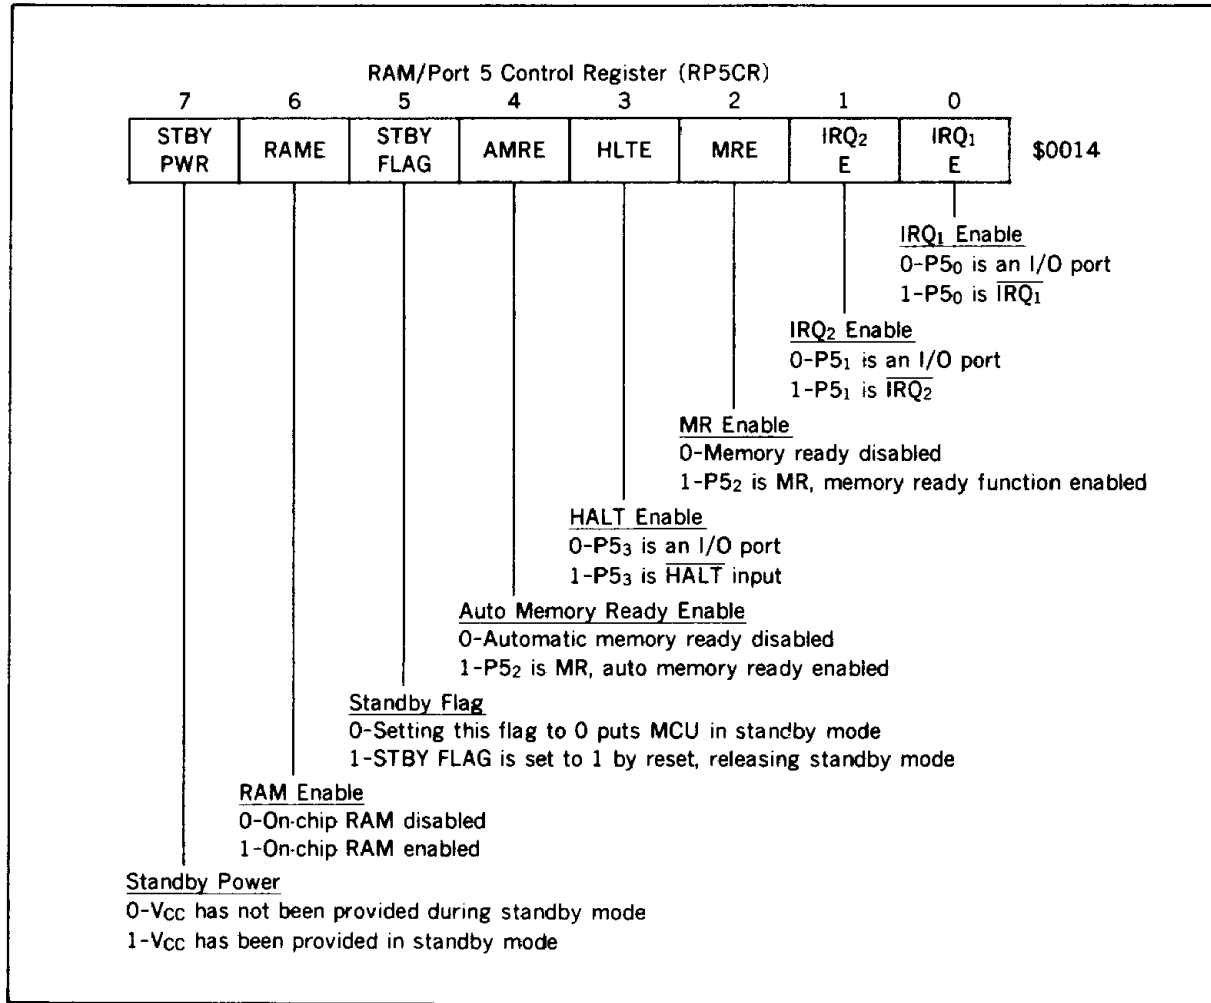 RAM/Port 5 Control Register (RP5CR)
7 6 5 4 3 2 1 0
STBY PWR RAME STBY FLAG AMRE HLTE MRE IRQ₂ E IRQ₁ E $0014
IRQ₁ Enable
0-P5₀ is an I/O port
1-P5₀ is I̅R̅Q̅₁̅
IRQ₂ Enable
0-P5₁ is an I/O port
1-P5₁ is I̅R̅Q̅₂̅
MR Enable
0-Memory ready disabled
1-P5₂ is MR, memory ready function enabled
HALT Enable
0-P5₃ is an I/O port
1-P5₃ is H̅A̅L̅T̅ input
Auto Memory Ready Enable
0-Automatic memory ready disabled
1-P5₂ is MR, auto memory ready enabled
Standby Flag
0-Setting this flag to 0 puts MCU in standby mode
1-STBY FLAG is set to 1 by reset, releasing standby mode
RAM Enable
0-On-chip RAM disabled
1-On-chip RAM enabled
Standby Power
0-Vcc has not been provided during standby mode
1-Vcc has been provided in standby mode